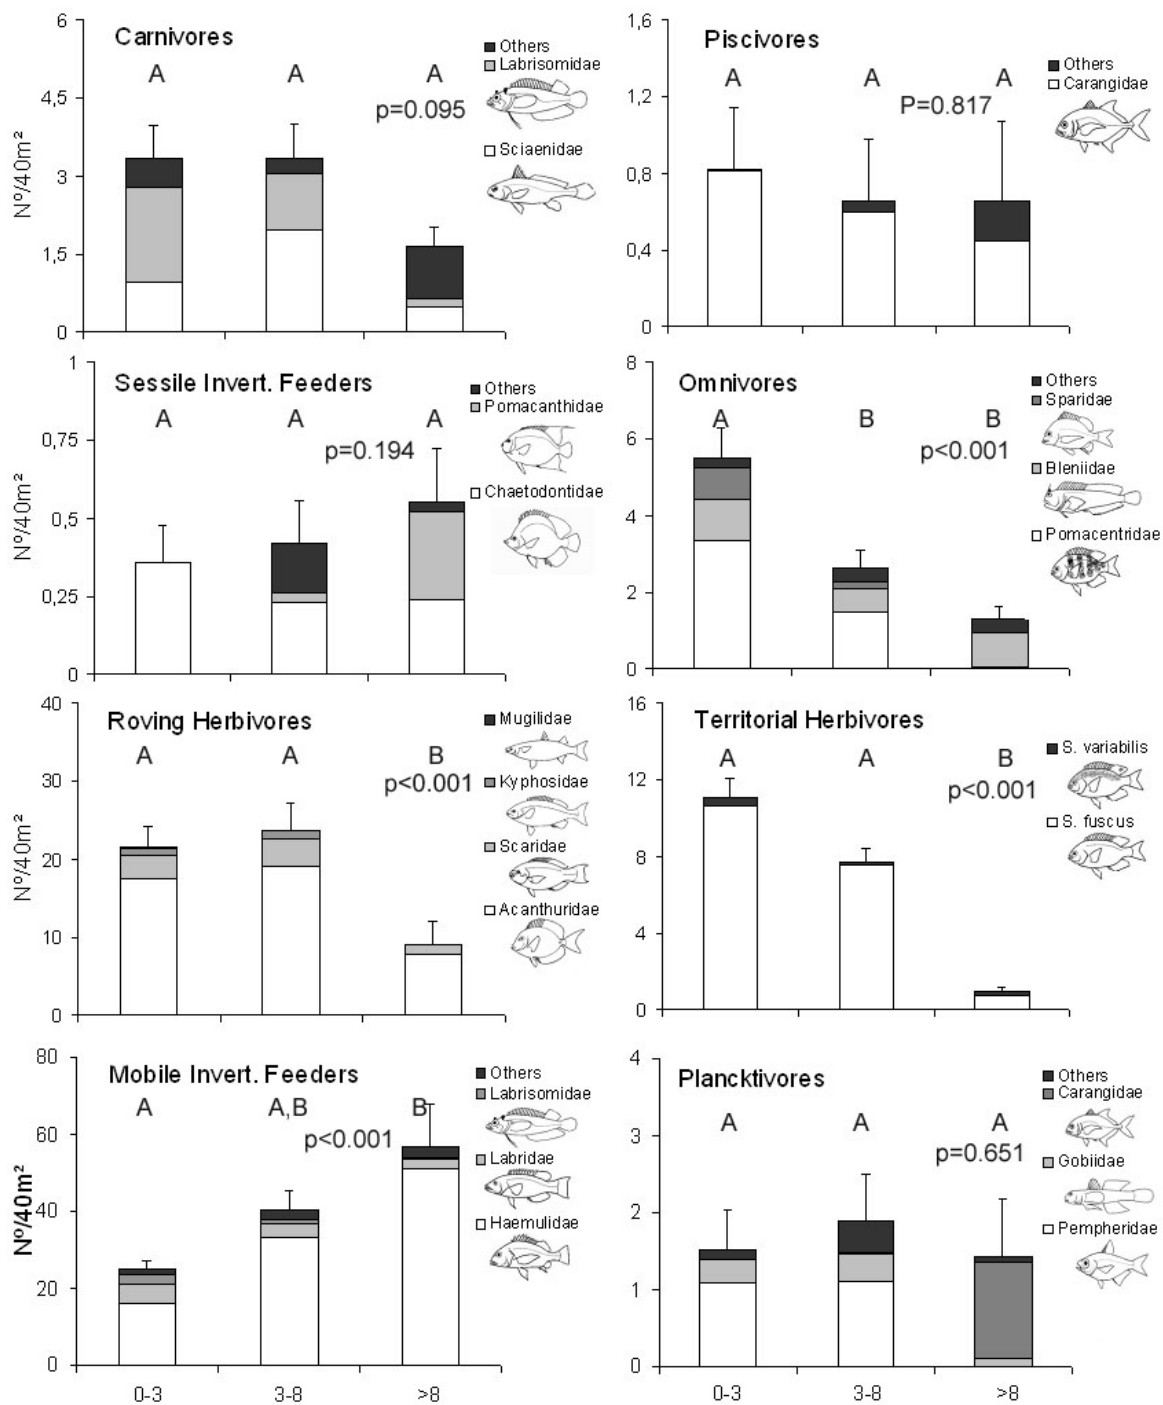 Carnivores
6
4,5
3
1,5
0
Nº/40m²
A A A
p=0.095
Others
Labrisomidae
Sciaenidae
Piscivores
1,6
1,2
0,8
0,4
0
A A A
P=0.817
Others
Carangidae
Sessile Invert. Feeders
1
0,75
0,5
0,25
0
Nº/40m²
A A A
p=0.194
Others
Pomacanthidae
Chaetodontidae
Omnivores
8
6
4
2
0
A B B
p<0.001
Others
Sparidae
Bleniidae
Pomacentridae
Roving Herbivores
40
30
20
10
0
Nº/40m²
A A B
p<0.001
Mugilidae
Kyphosidae
Scaridae
Acanthuridae
Territorial Herbivores
16
12
8
4
0
A A B
p<0.001
S. variabilis
S. fuscus
Mobile Invert. Feeders
80
60
40
20
0
Nº/40m²
A A,B B
p<0.001
Others
Labrisomidae
Labridae
Haemulidae
0-3 3-8 >8
Plancktivores
4
3
2
1
0
A A A
p=0.651
Others
Carangidae
Gobiidae
Pempheridae
0-3 3-8 >8